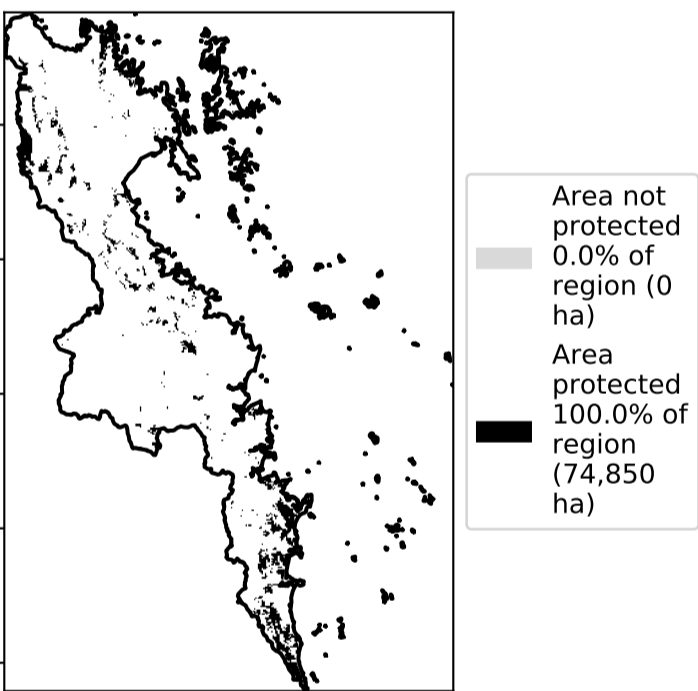 Area not
protected
0.0% of
region (0
ha)
Area
protected
100.0% of
region
(74,850
ha)